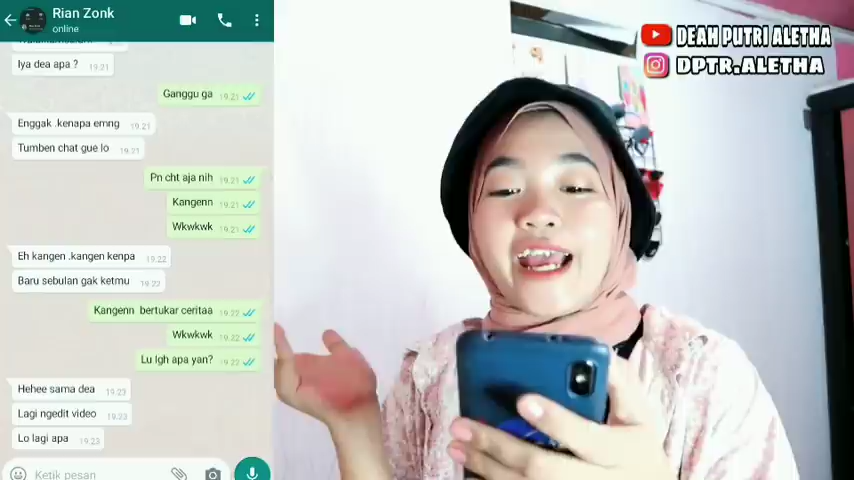 Rian Zonk
online
Iya dea apa ? 19.21
Ganggu ga 19.21
Enggak .kenapa emng 19.21
Tumben chat gue lo 19.21
Pn cht aja nih 19.21
Kangenn 19.21
Wkwkwk 19.21
Eh kangen .kangen kenpa 19.22
Baru sebulan gak ketmu 19.22
Kangenn bertukar ceritaa 19.22
Wkwkwk 19.22
Lu lgh apa yan? 19.22
Hehee sama dea 19.23
Lagi ngedit video 19.23
Lo lagi apa 19.23
Ketik pesan
DEAH PUTRI ALETHA
DPTR.ALETHA